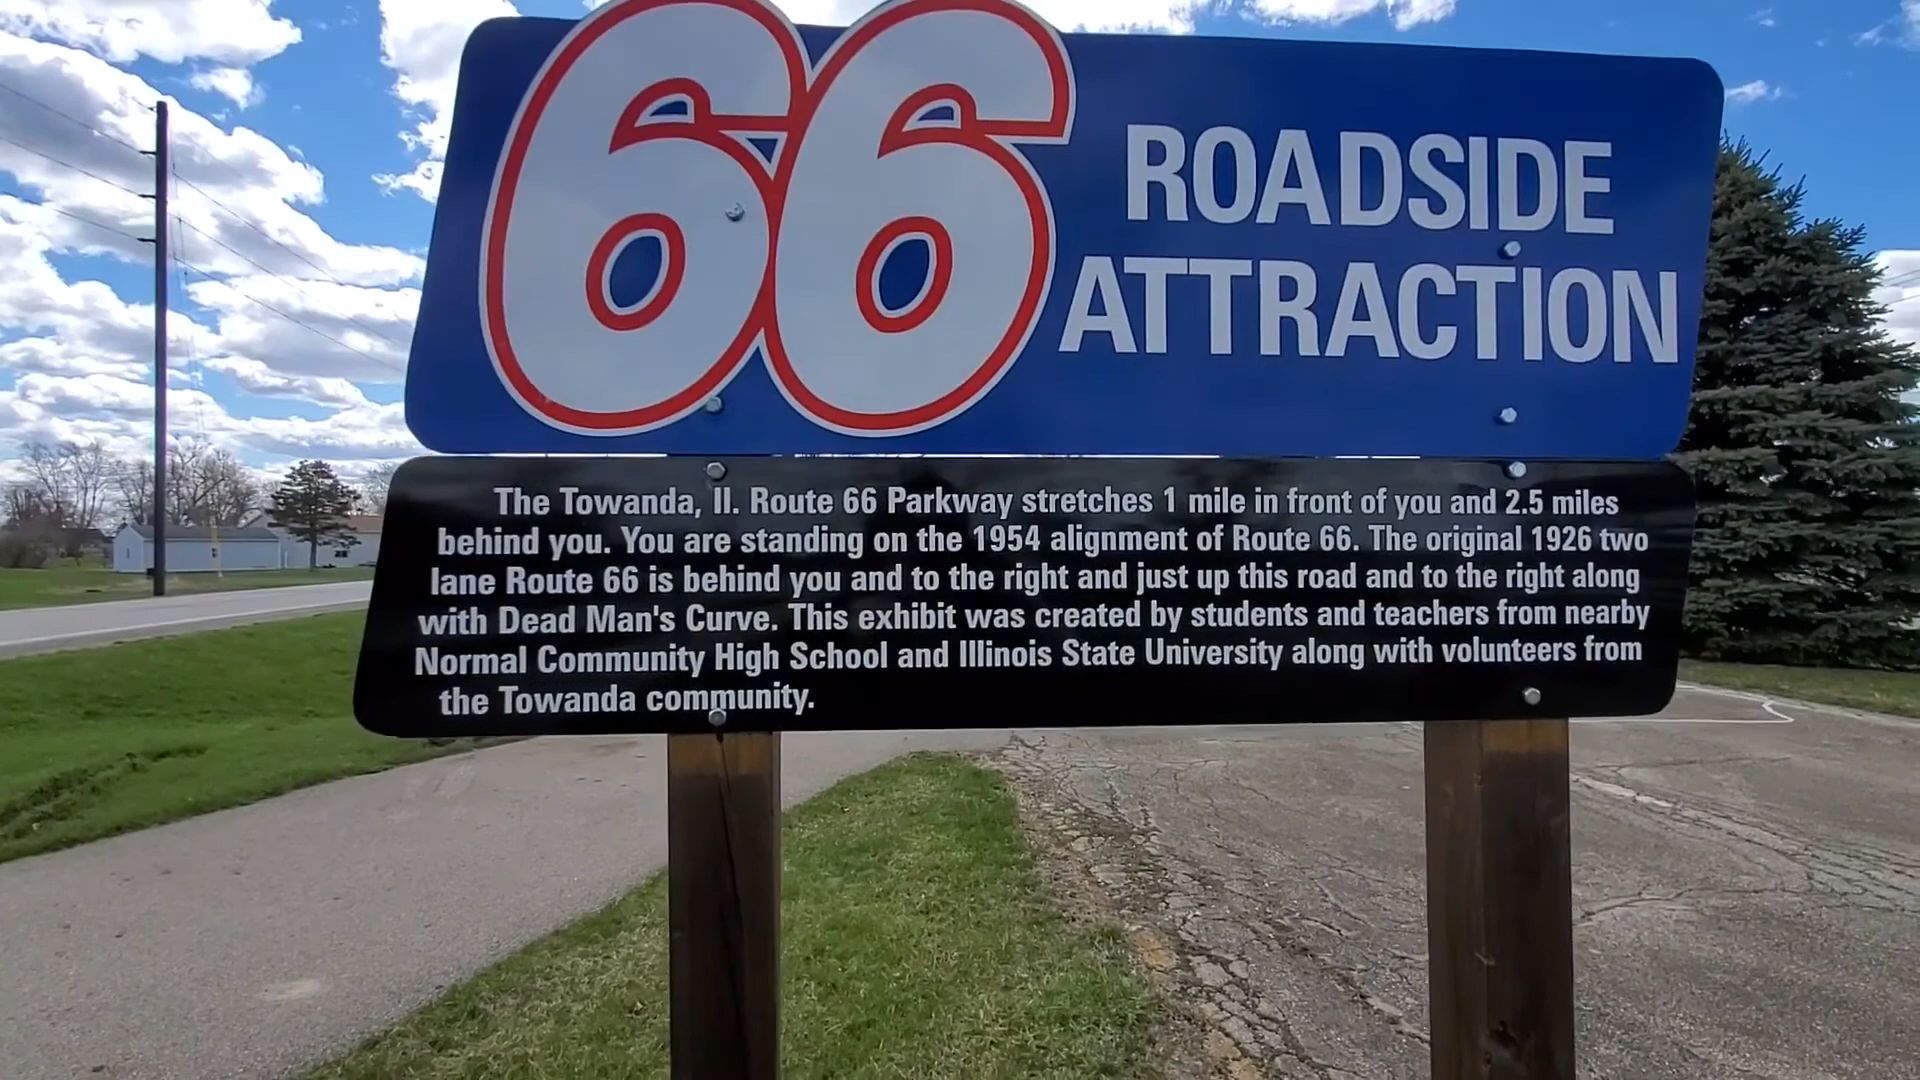 66
ROADSIDE
ATTRACTION
The Towanda, Il. Route 66 Parkway stretches 1 mile in front of you and 2.5 miles
behind you. You are standing on the 1954 alignment of Route 66. The original 1926 two
lane Route 66 is behind you and to the right and just up this road and to the right along
with Dead Man's Curve. This exhibit was created by students and teachers from nearby
Normal Community High School and Illinois State University along with volunteers from
the Towanda community.